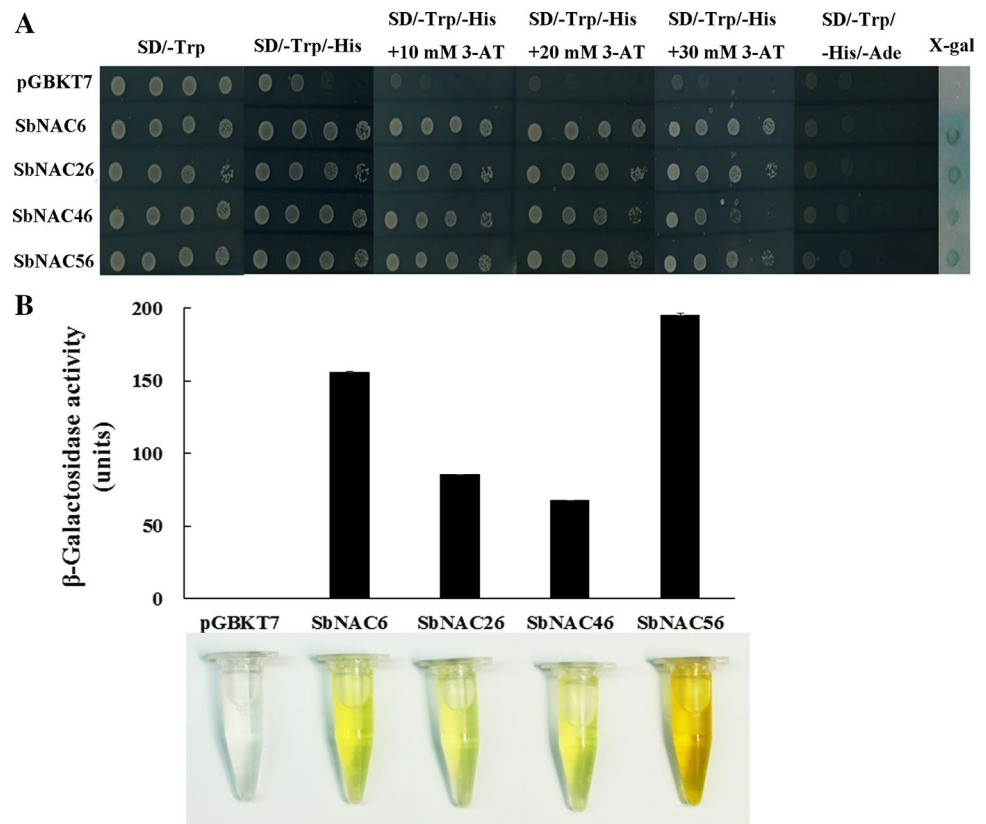 A
SD/-Trp
SD/-Trp/-His
SD/-Trp/-His
+10 mM 3-AT
SD/-Trp/-His
+20 mM 3-AT
SD/-Trp/-His
+30 mM 3-AT
SD/-Trp/
-His/-Ade
X-gal
pGBKT7
SbNAC6
SbNAC26
SbNAC46
SbNAC56
B
β-Galactosidase activity
(units)
200
150
100
50
0
pGBKT7
SbNAC6
SbNAC26
SbNAC46
SbNAC56